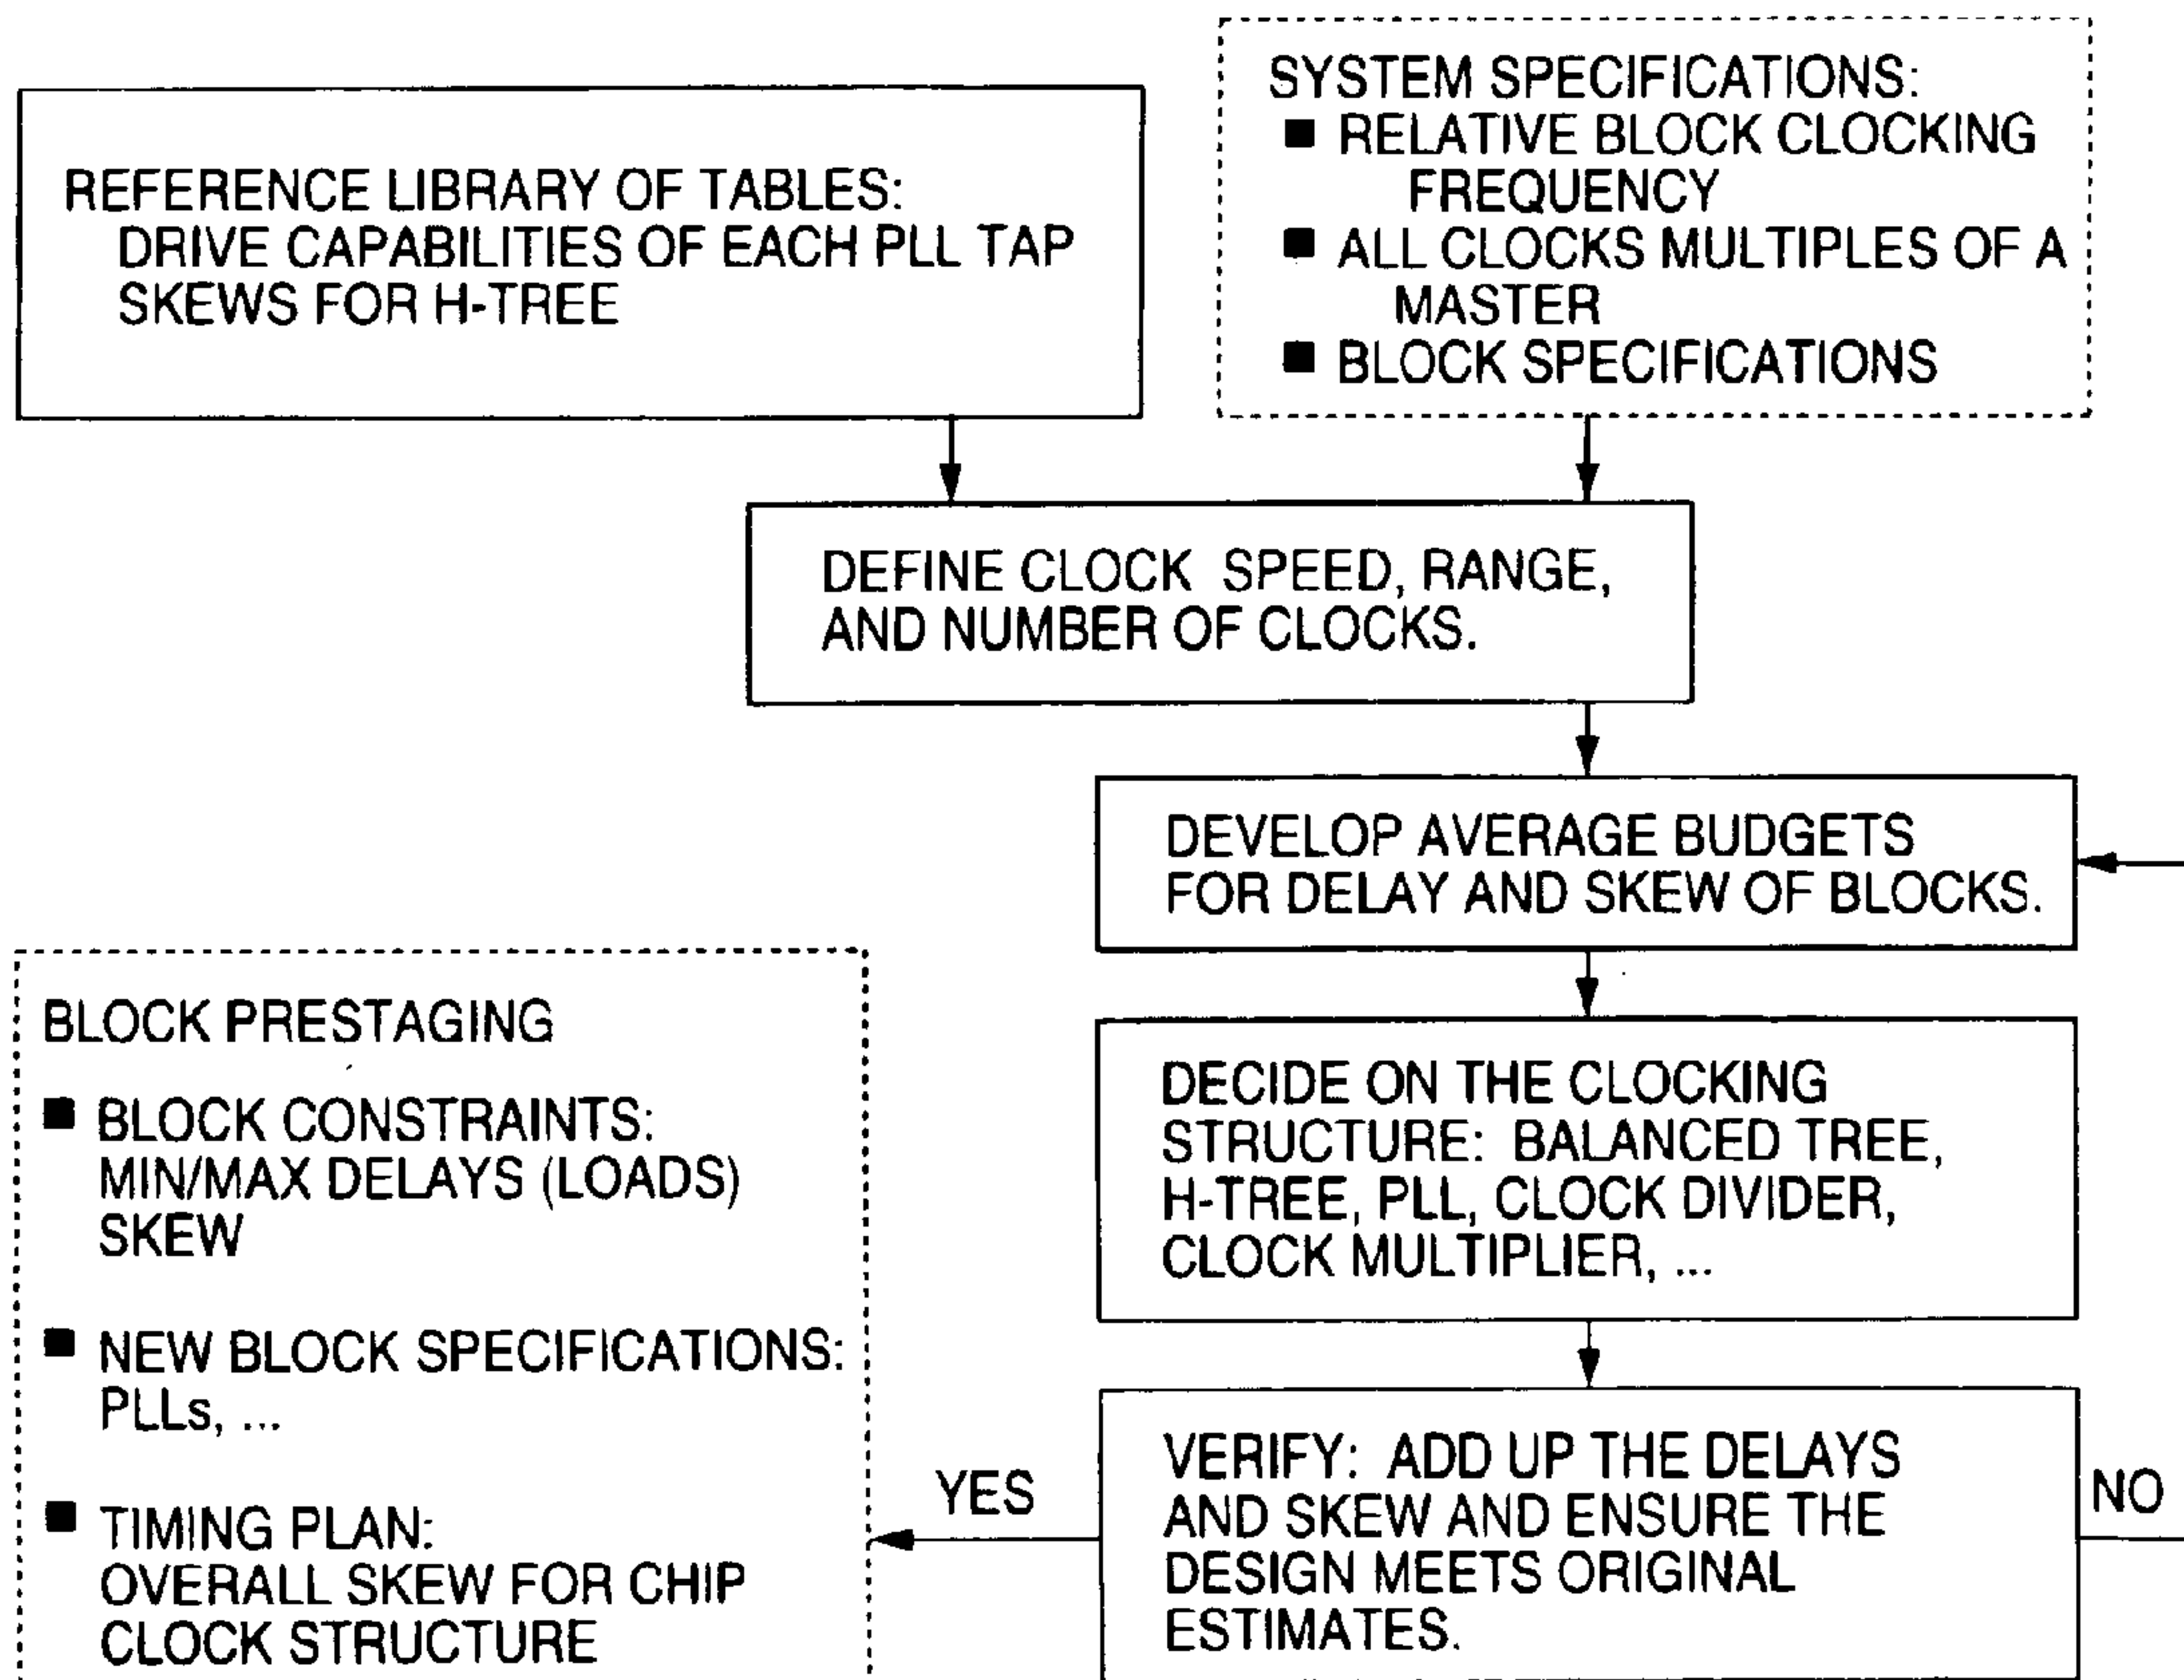 REFERENCE LIBRARY OF TABLES:
DRIVE CAPABILITIES OF EACH PLL TAP
SKEWS FOR H-TREE
SYSTEM SPECIFICATIONS:
■ RELATIVE BLOCK CLOCKING
FREQUENCY
■ ALL CLOCKS MULTIPLES OF A
MASTER
■ BLOCK SPECIFICATIONS
DEFINE CLOCK SPEED, RANGE,
AND NUMBER OF CLOCKS.
DEVELOP AVERAGE BUDGETS
FOR DELAY AND SKEW OF BLOCKS.
DECIDE ON THE CLOCKING
STRUCTURE: BALANCED TREE,
H-TREE, PLL, CLOCK DIVIDER,
CLOCK MULTIPLIER, ...
VERIFY: ADD UP THE DELAYS
AND SKEW AND ENSURE THE
DESIGN MEETS ORIGINAL
ESTIMATES.
NO
YES
BLOCK PRESTAGING
■ BLOCK CONSTRAINTS:
MIN/MAX DELAYS (LOADS)
SKEW
■ NEW BLOCK SPECIFICATIONS:
PLLs, ...
■ TIMING PLAN:
OVERALL SKEW FOR CHIP
CLOCK STRUCTURE